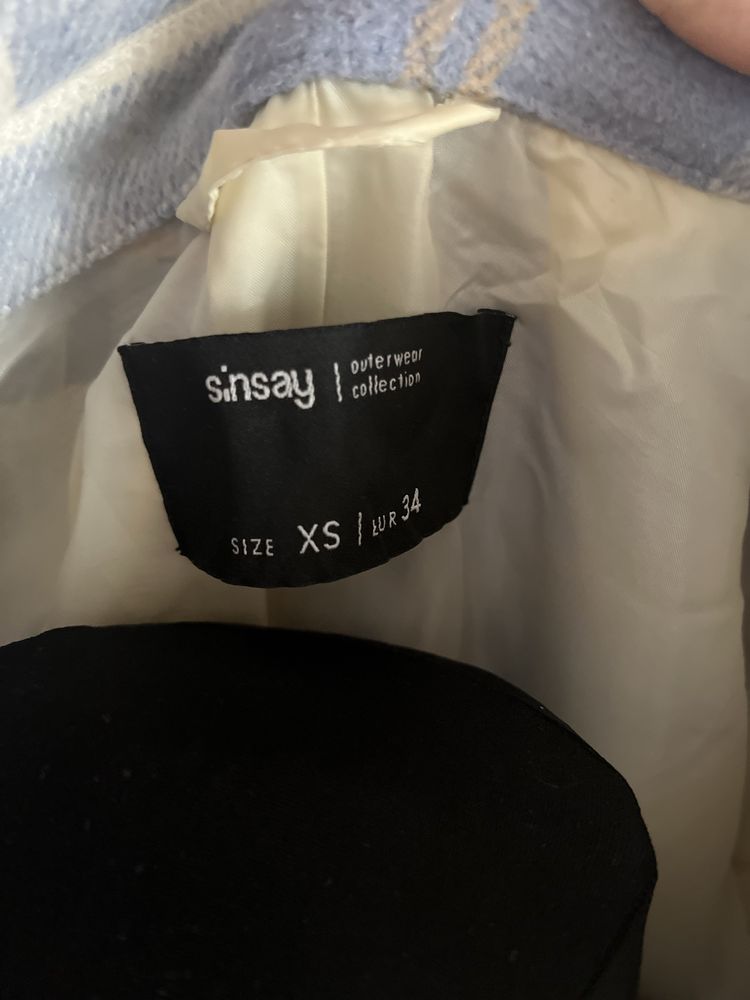 sinsay | outerwear
collection
SIZE XS | EUR 34